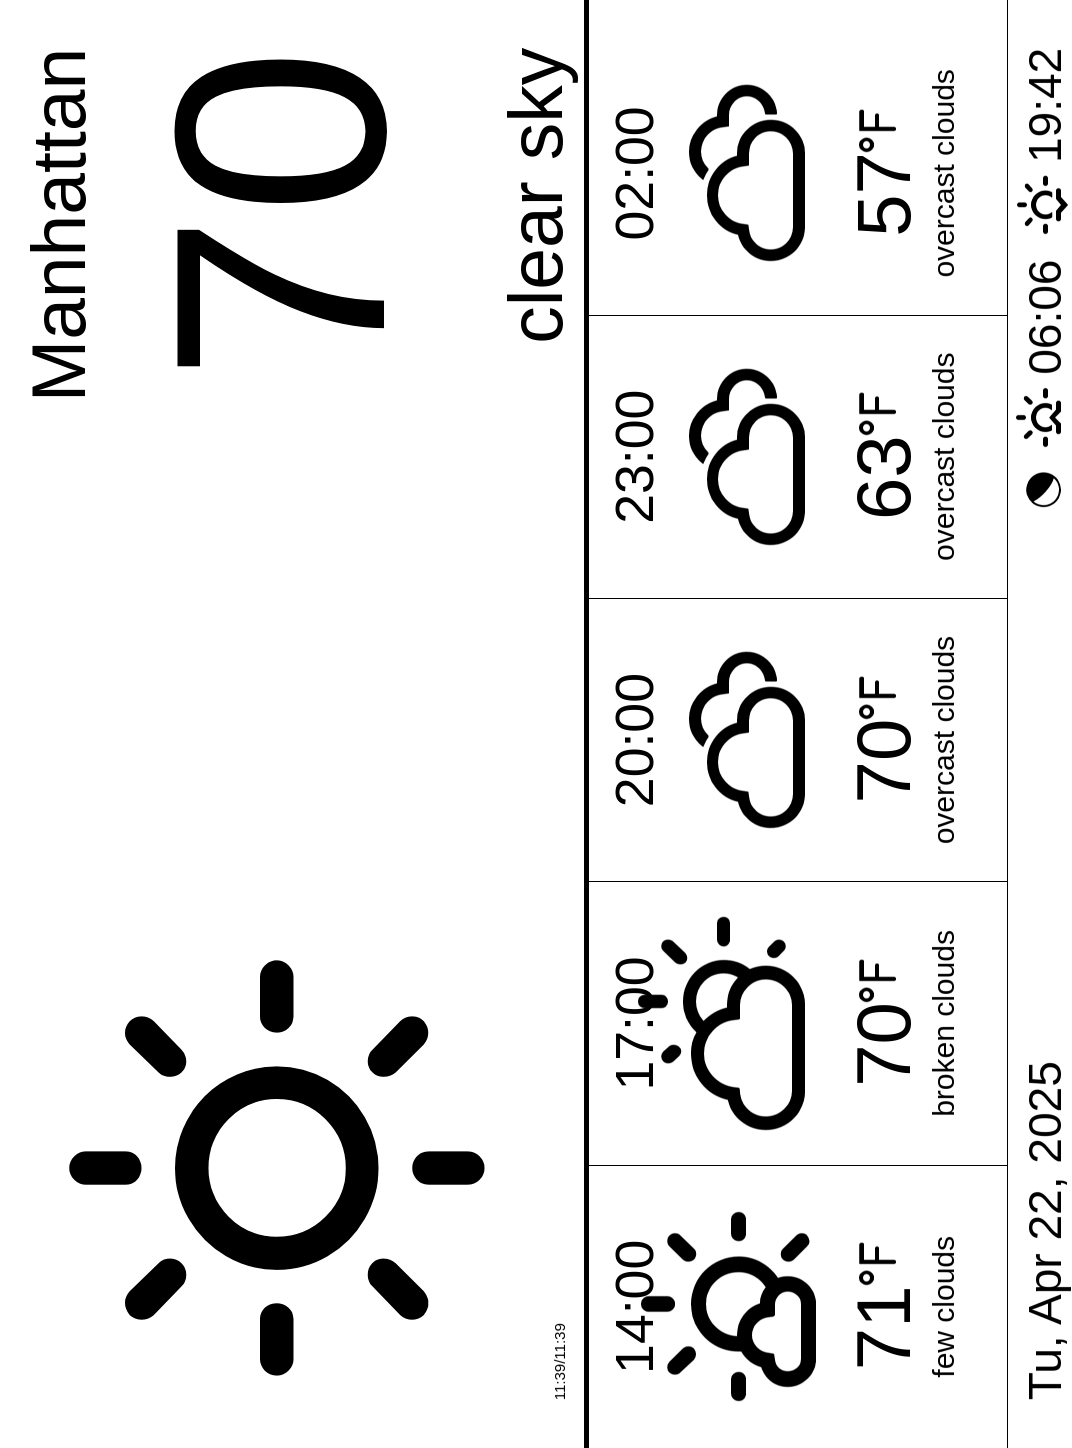 Manhattan
70
clear sky
11:39/11:39
14:00
71°F
few clouds
17:00
70°F
broken clouds
20:00
70°F
overcast clouds
23:00
63°F
overcast clouds
02:00
57°F
overcast clouds
Tu, Apr 22, 2025
06:06
19:42